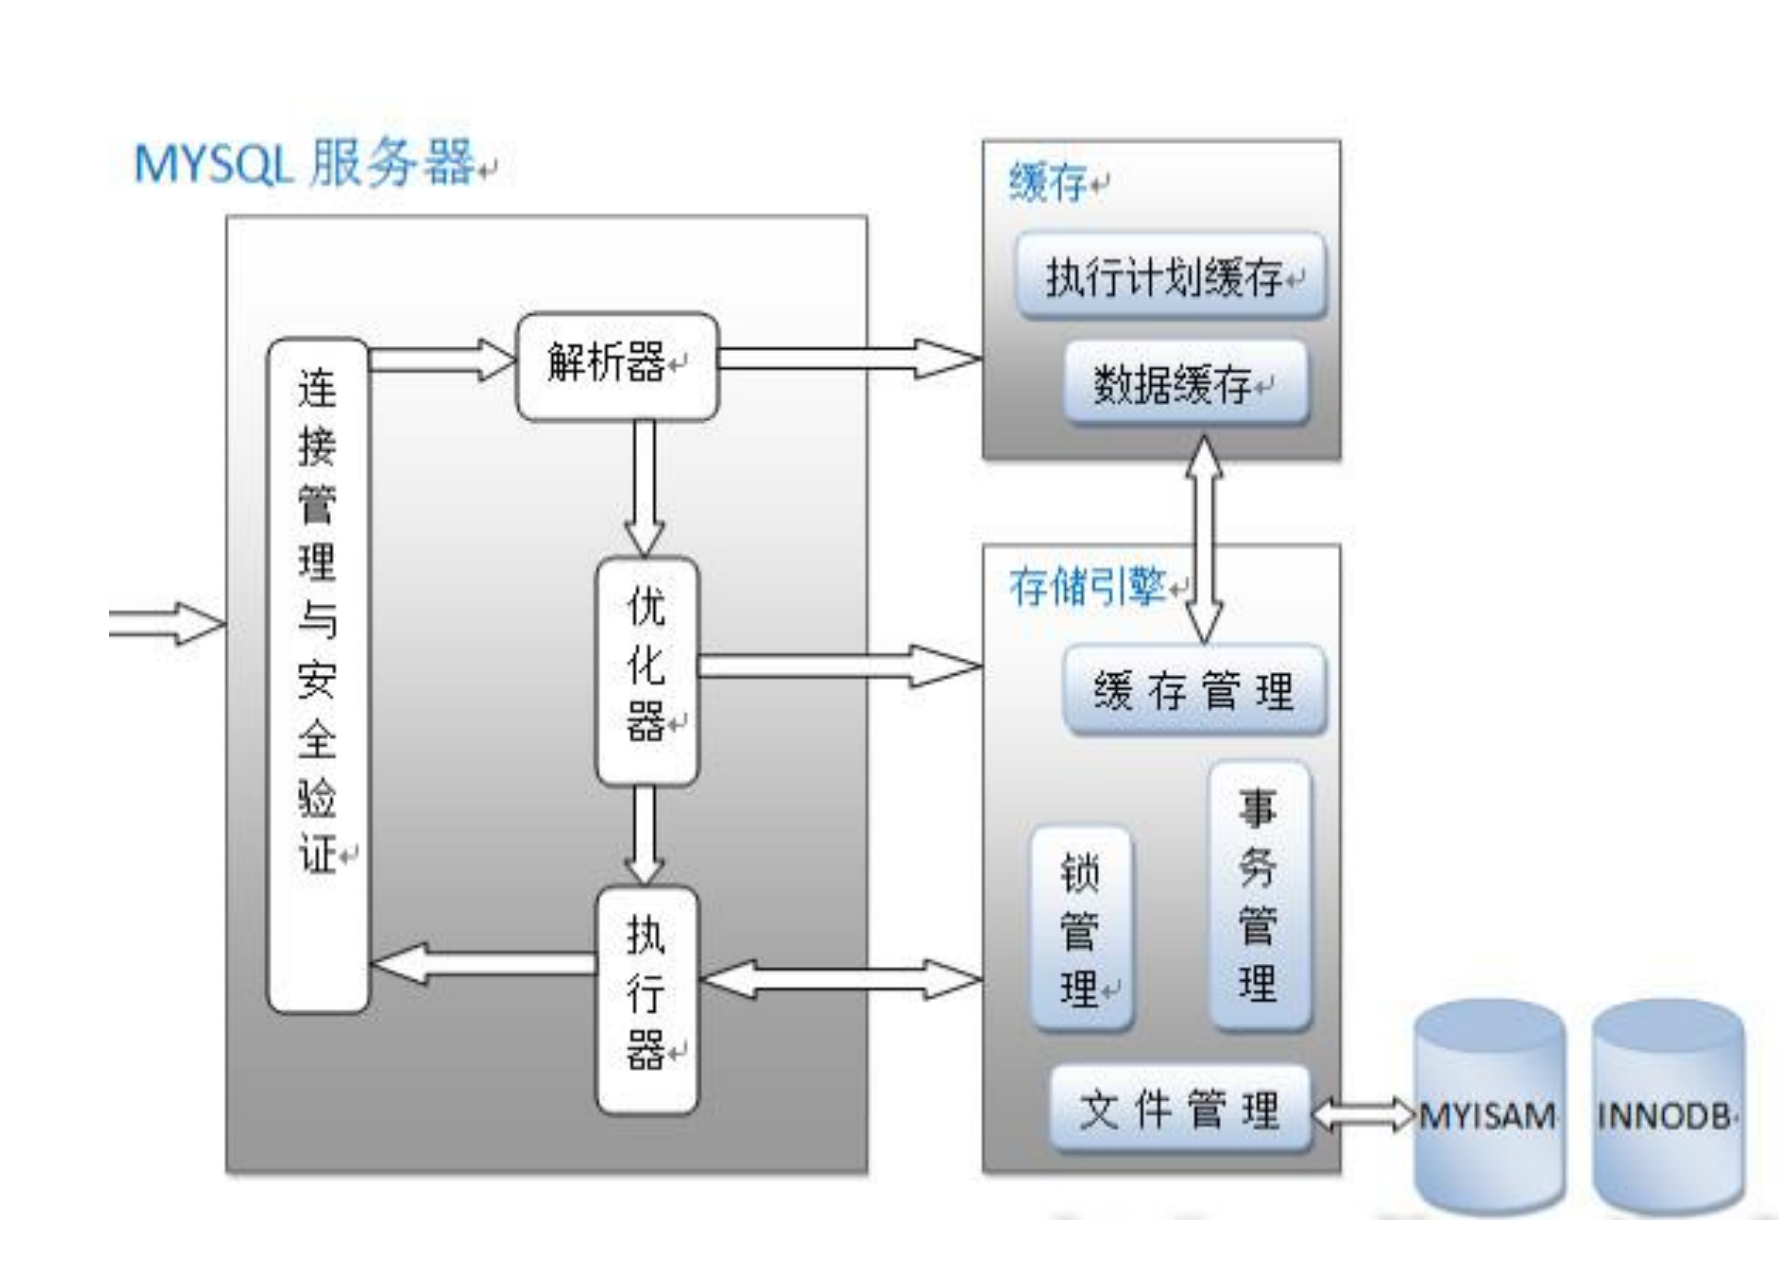 MYSQL 服务器
连接管理与安全验证
解析器
优化器
执行器
缓存
执行计划缓存
数据缓存
存储引擎
缓存管理
锁管理
事务管理
文件管理
MYISAM
INNODB